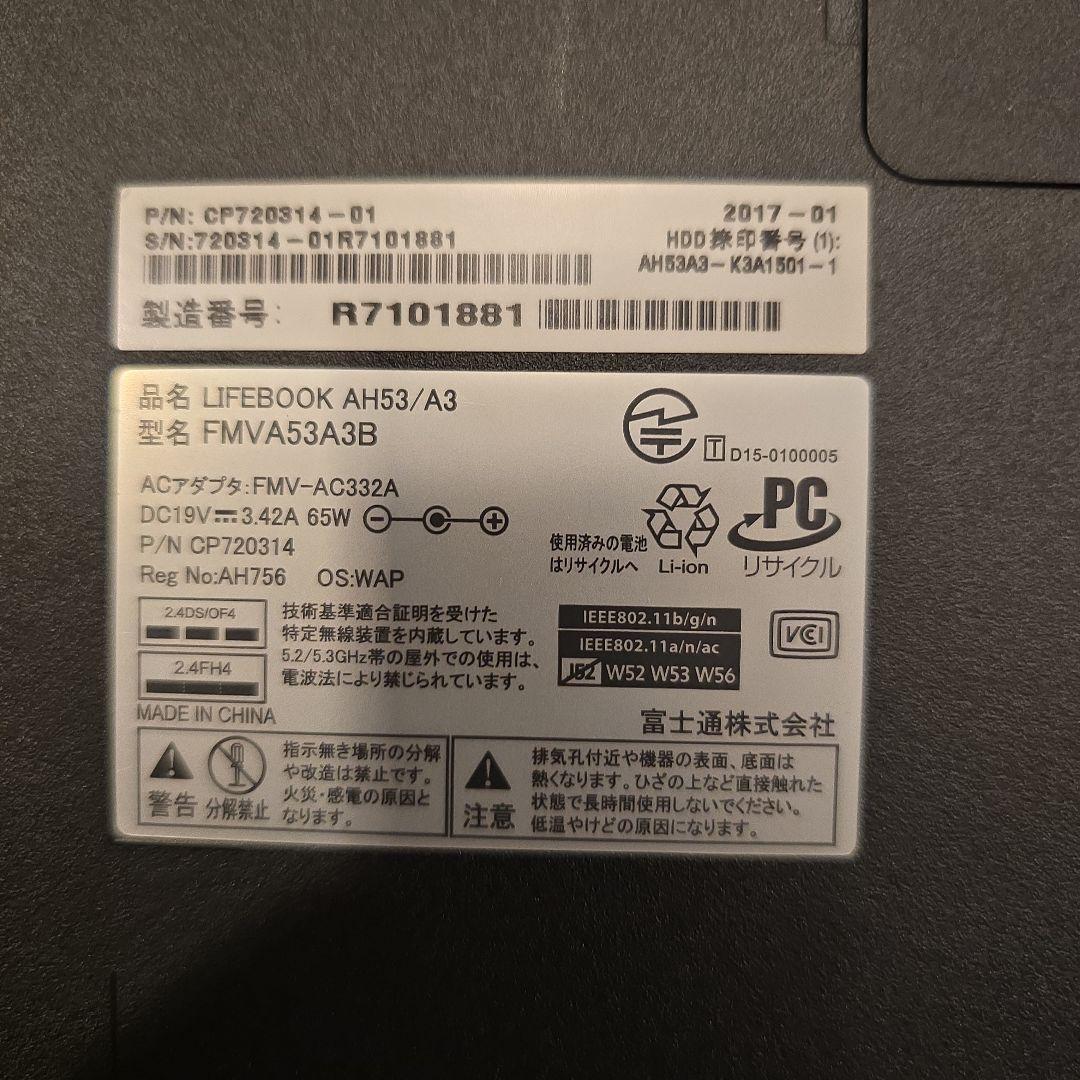 P/N: CP720314-01
2017-01
S/N:720314-01R7101881
HDD捺印番号(1):
AH53A3-K3A1501-1
製造番号: R7101881
品名 LIFEBOOK AH53/A3
型名 FMVA53A3B
T D15-0100005
ACアダプタ:FMV-AC332A
DC19V 3.42A 65W
P/N CP720314
Reg No:AH756 OS:WAP
使用済みの電池
はリサイクルへ
Li-ion
PC
リサイクル
2.4DS/OF4
2.4FH4
技術基準適合証明を受けた
特定無線装置を内蔵しています。
5.2/5.3GHz帯の屋外での使用は、
電波法により禁じられています。
IEEE802.11b/g/n
IEEE802.11a/n/ac
J52 W52 W53 W56
VCCI
MADE IN CHINA
富士通株式会社
警告
分解禁止
指示無き場所の分解
や改造は禁止です。
火災・感電の原因と
なります。
注意
排気孔付近や機器の表面、底面は
熱くなります。ひざの上など直接触れた
状態で長時間使用しないでください。
低温やけどの原因になります。